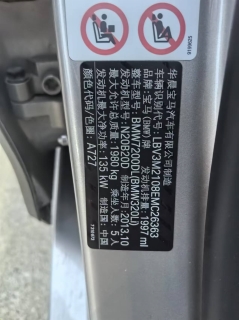 华晨宝马汽车有限公司制造
品牌：宝马(BMW)牌
车辆识别代号：LBV3M2108EMC26363
整车型号：BMW7200DL(BMW320Li)
发动机型号：N20B20D 发动机排量：1997 ml
最大允许总质量：1980 kg 乘坐人数：5人
发动机最大净功率：135 kW 制造年月：2013.10
颜色代码/色圈：A727 制造国：中国